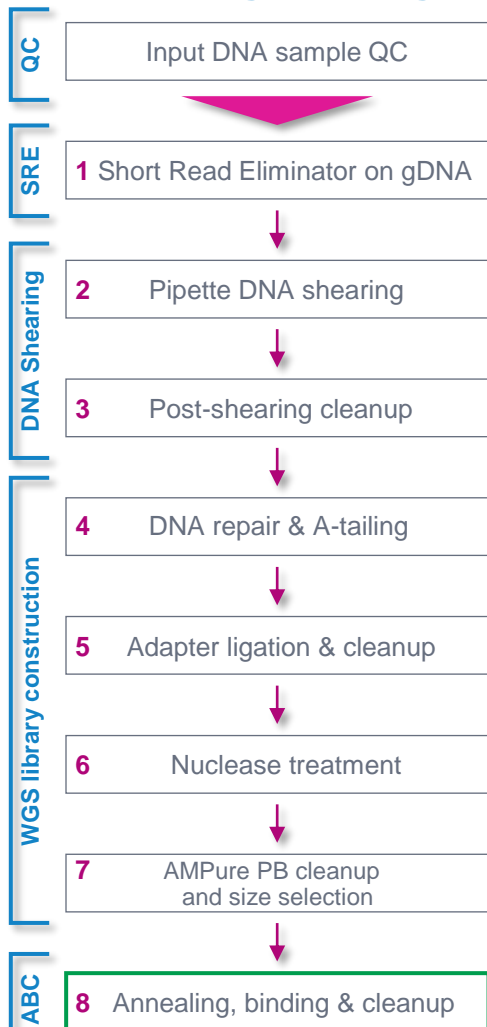 QC
Input DNA sample QC
SRE
1 Short Read Eliminator on gDNA
DNA Shearing
2 Pipette DNA shearing
3 Post-shearing cleanup
WGS library construction
4 DNA repair & A-tailing
5 Adapter ligation & cleanup
6 Nuclease treatment
7 AMPure PB cleanup
and size selection
ABC
8 Annealing, binding & cleanup